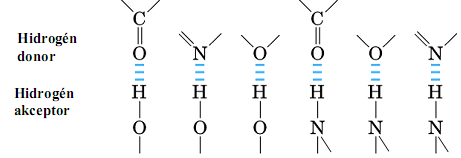 C C
Hidrogén
donor
O N O O O N
Hidrogén
akceptor
H H H H H H
O O O N N N